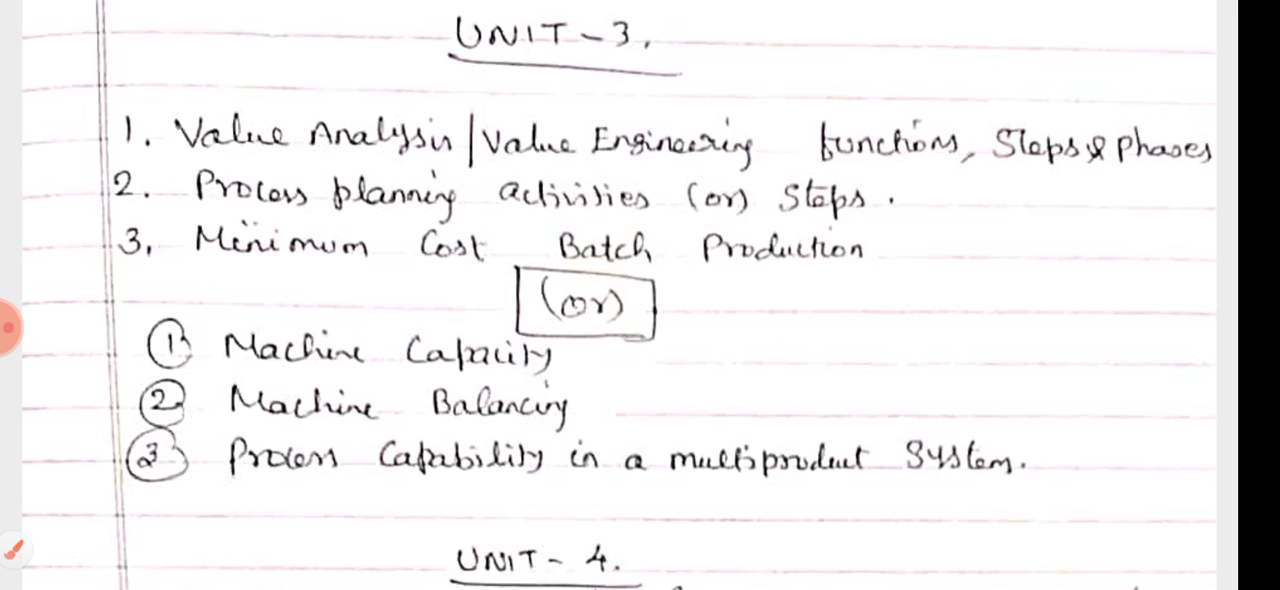 UNIT-3.
1. Value Analysis/Value Engineering functions, Steps & Phases
2. Process planning activities (or) Steps.
3, Minimum Cost Batch Production
(or)
1 Machine Capacity
2 Machine Balancing
3 Process Capability in a multiproduct System.
UNIT- 4.